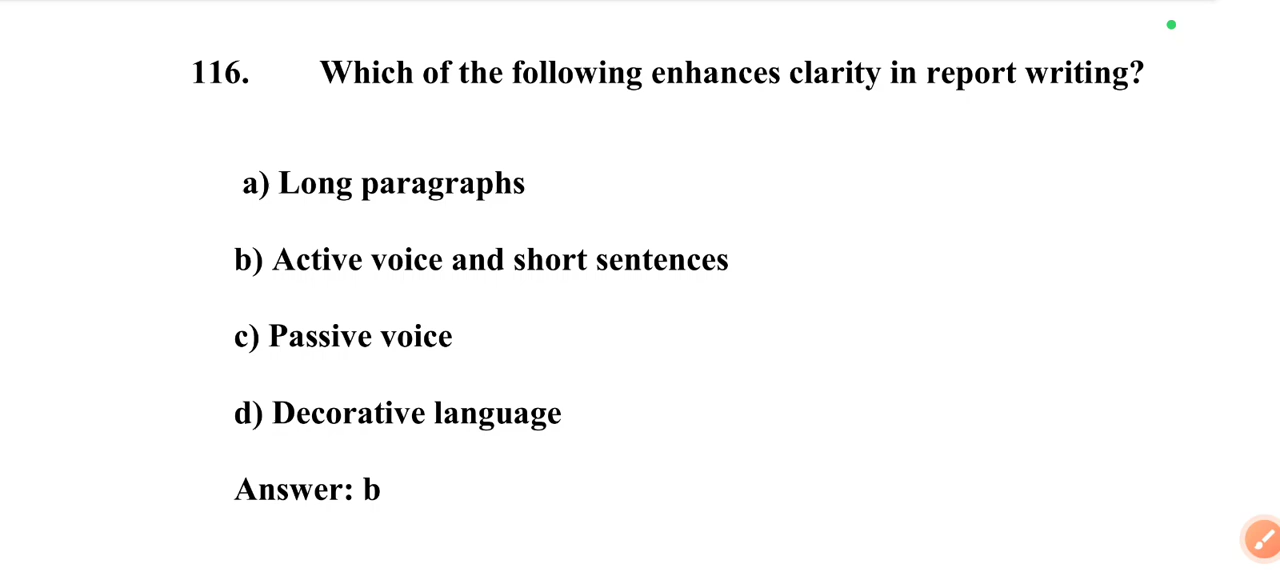 116. Which of the following enhances clarity in report writing?
a) Long paragraphs
b) Active voice and short sentences
c) Passive voice
d) Decorative language
Answer: b